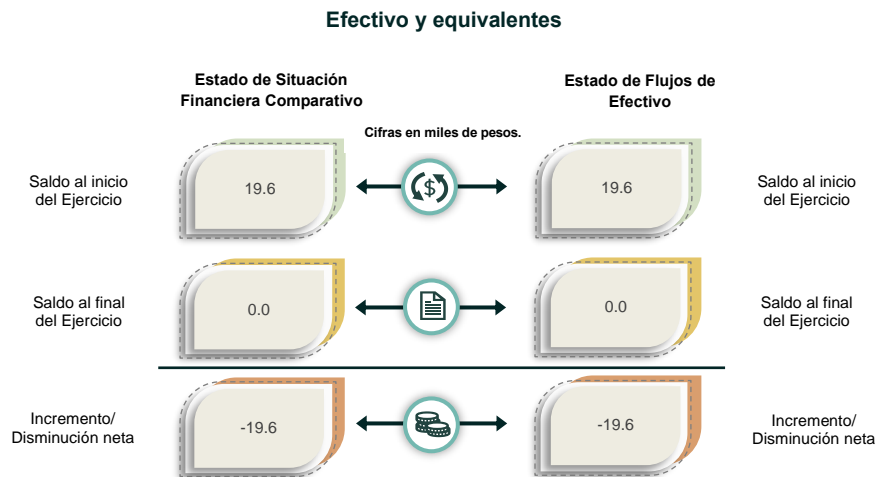 Efectivo y equivalentes
Estado de Situación
Financiera Comparativo
Estado de Flujos de
Efectivo
Cifras en miles de pesos.
Saldo al inicio
del Ejercicio
19.6
$
19.6
Saldo al inicio
del Ejercicio
Saldo al final
del Ejercicio
0.0
0.0
Saldo al final
del Ejercicio
Incremento/
Disminución neta
-19.6
-19.6
Incremento/
Disminución neta